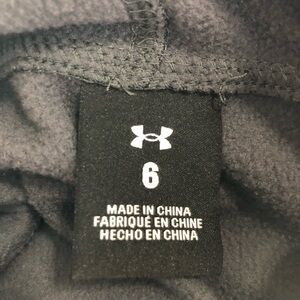 6
MADE IN CHINA
FABRIQUÉ EN CHINE
HECHO EN CHINA